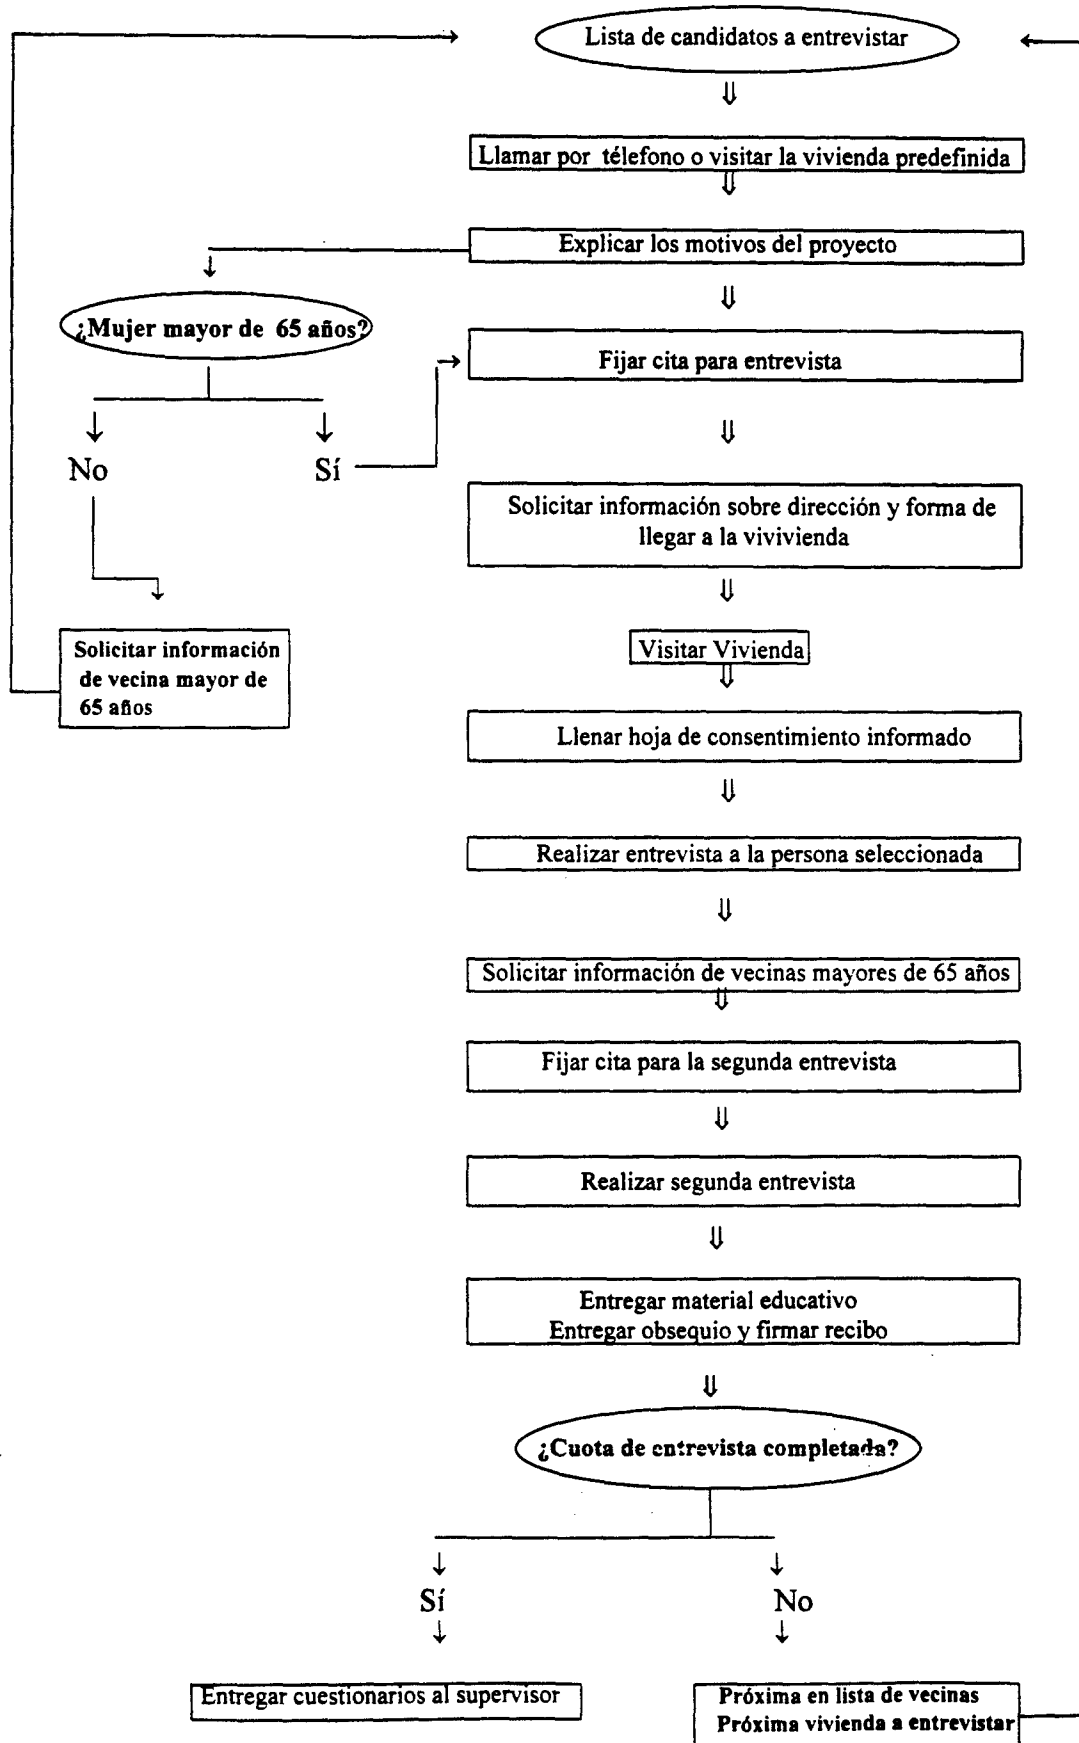 Lista de candidatos a entrevistar
Llamar por télefono o visitar la vivienda predefinida
Explicar los motivos del proyecto
¿Mujer mayor de 65 años?
Fijar cita para entrevista
No
Sí
Solicitar información sobre dirección y forma de
llegar a la vivivienda
Solicitar información
de vecina mayor de
65 años
Visitar Vivienda
Llenar hoja de consentimiento informado
Realizar entrevista a la persona seleccionada
Solicitar información de vecinas mayores de 65 años
Fijar cita para la segunda entrevista
Realizar segunda entrevista
Entregar material educativo
Entregar obsequio y firmar recibo
¿Cuota de entrevista completada?
Sí
No
Entregar cuestionarios al supervisor
Próxima en lista de vecinas
Próxima vivienda a entrevistar